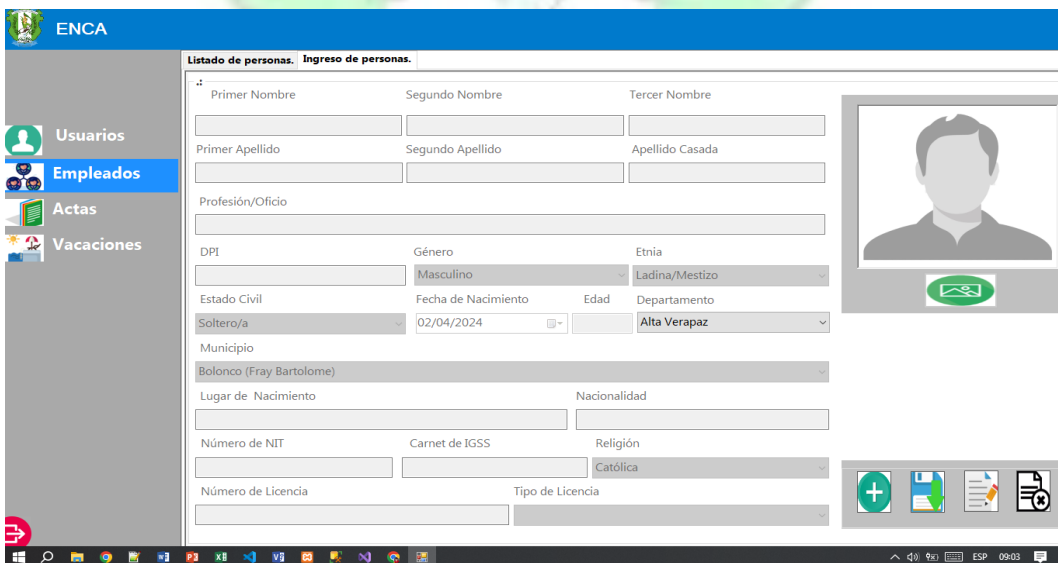 ENCA
Listado de personas. Ingreso de personas.
Primer Nombre Segundo Nombre Tercer Nombre
Usuarios
Primer Apellido Segundo Apellido Apellido Casada
Empleados
Profesión/Oficio
Actas
Vacaciones
DPI Género Etnia
Masculino Ladina/Mestizo
Estado Civil Fecha de Nacimiento Edad Departamento
Soltero/a 02/04/2024 Alta Verapaz
Municipio
Bolonco (Fray Bartolome)
Lugar de Nacimiento Nacionalidad
Número de NIT Carnet de IGSS Religión
Católica
Número de Licencia Tipo de Licencia
ESP 09:03